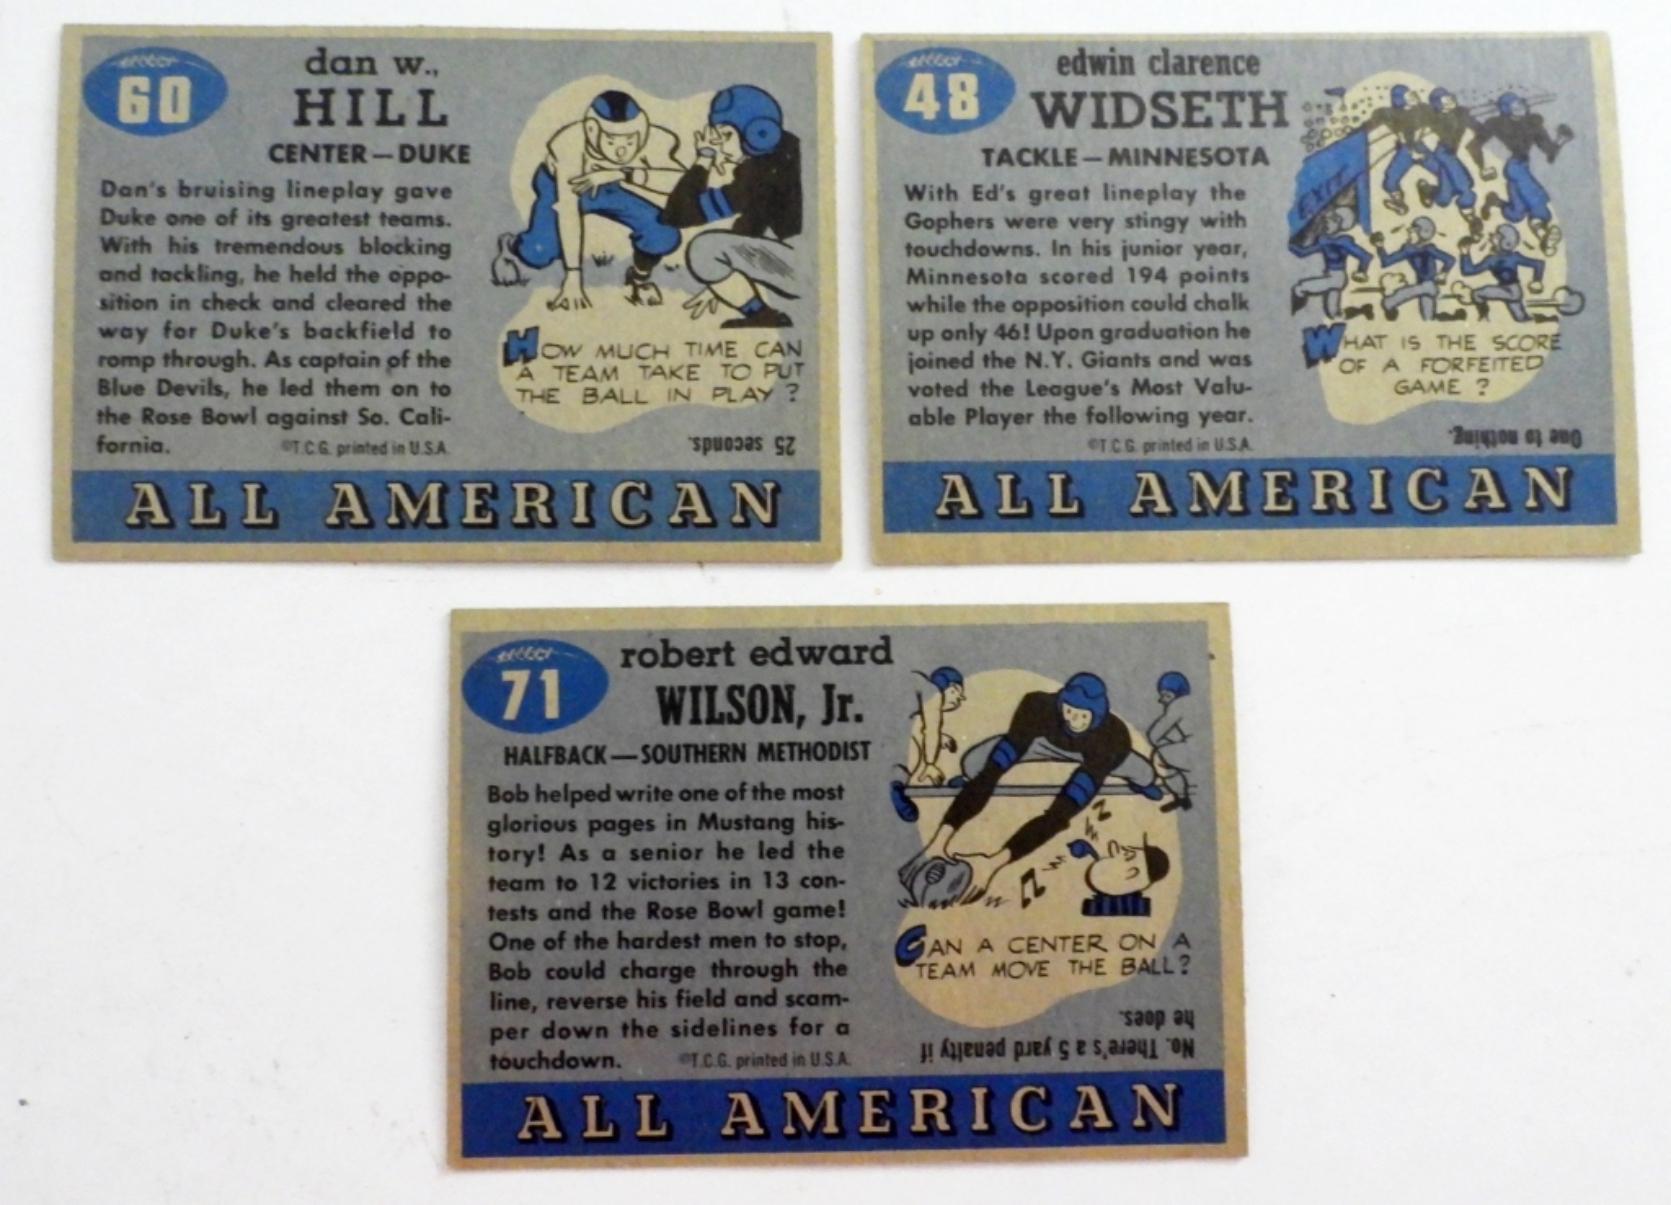 60
dan w.,
HILL
CENTER—DUKE
Dan's bruising lineplay gave
Duke one of its greatest teams.
With his tremendous blocking
and tackling, he held the oppo-
sition in check and cleared the
way for Duke's backfield to
romp through. As captain of the
Blue Devils, he led them on to
the Rose Bowl against So. Cali-
fornia.
©T.C.G. printed in U.S.A.
HOW MUCH TIME CAN
A TEAM TAKE TO PUT
THE BALL IN PLAY?
25 seconds.
ALL AMERICAN
48
edwin clarence
WIDSETH
TACKLE—MINNESOTA
With Ed's great lineplay the
Gophers were very stingy with
touchdowns. In his junior year,
Minnesota scored 194 points
while the opposition could chalk
up only 46! Upon graduation he
joined the N.Y. Giants and was
voted the League's Most Valu-
able Player the following year.
©T.C.G. printed in U.S.A.
EXIT
WHAT IS THE SCORE
OF A FORFEITED
GAME?
One to nothing.
ALL AMERICAN
71
robert edward
WILSON, Jr.
HALFBACK—SOUTHERN METHODIST
Bob helped write one of the most
glorious pages in Mustang his-
tory! As a senior he led the
team to 12 victories in 13 con-
tests and the Rose Bowl game!
One of the hardest men to stop,
Bob could charge through the
line, reverse his field and scam-
per down the sidelines for a
touchdown.
©T.C.G. printed in U.S.A.
Z
Z
CAN A CENTER ON A
TEAM MOVE THE BALL?
No. There's a 5 yard penalty if
he does.
ALL AMERICAN